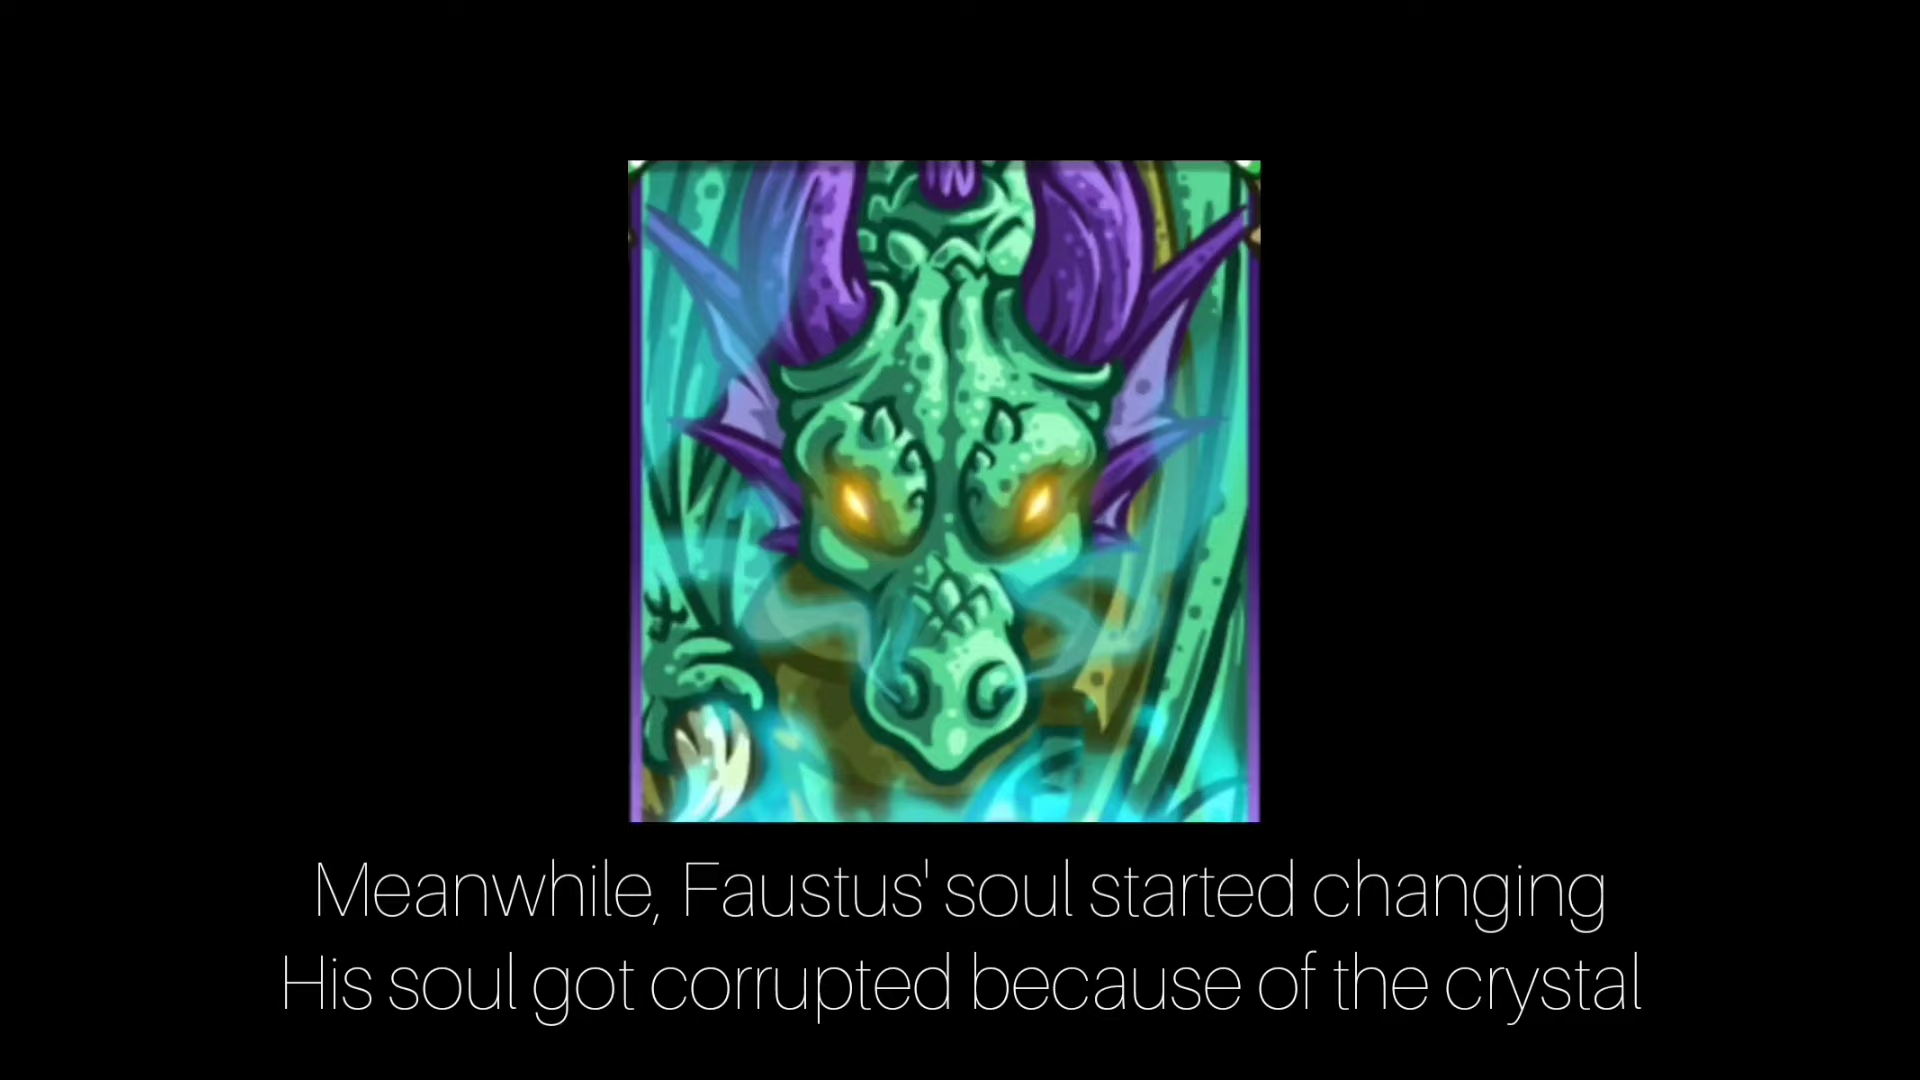 Meanwhile, Faustus' soul started changing
His soul got corrupted because of the crystal